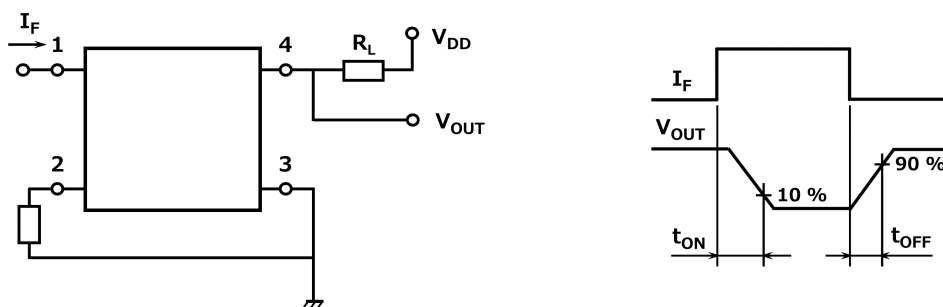 I_F
1
2
4
3
R_L
V_DD
V_OUT
I_F
V_OUT
10 %
90 %
t_ON
t_OFF